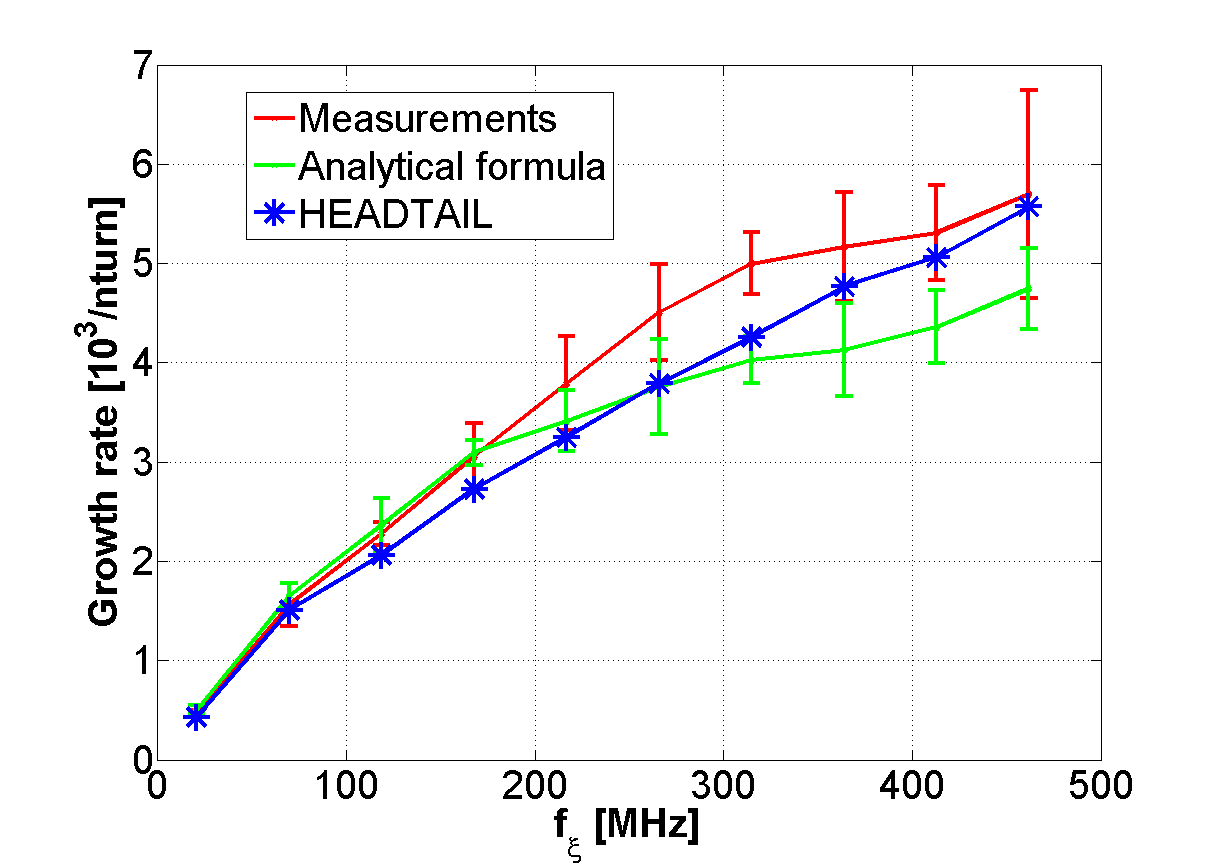 Growth rate [10³/nturn]
7
6
5
4
3
2
1
0
Measurements
Analytical formula
HEADTAIL
0 100 200 300 400 500
f_ξ [MHz]